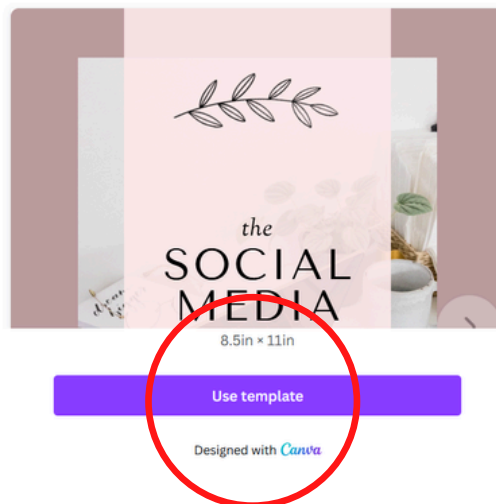 the
SOCIAL
MEDIA
8.5in × 11in
Use template
Designed with Canva